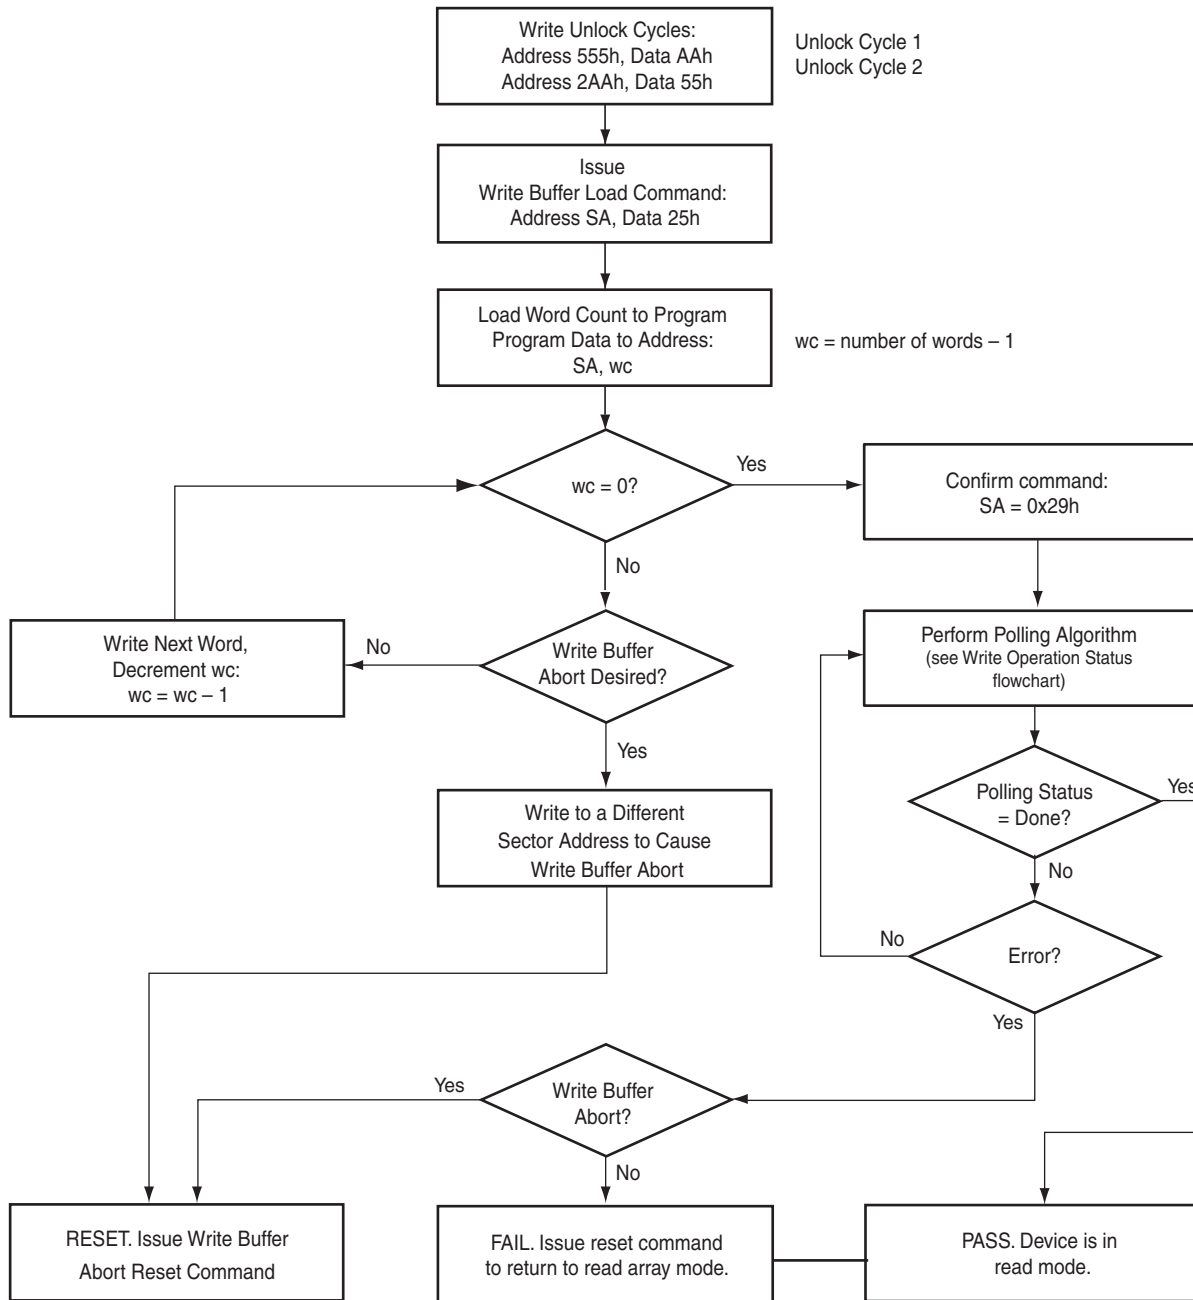 Write Unlock Cycles:
Address 555h, Data AAh
Address 2AAh, Data 55h
Unlock Cycle 1
Unlock Cycle 2
Issue
Write Buffer Load Command:
Address SA, Data 25h
Load Word Count to Program
Program Data to Address:
SA, wc
wc = number of words – 1
wc = 0?
Yes
Confirm command:
SA = 0x29h
No
Write Next Word,
Decrement wc:
wc = wc – 1
No
Write Buffer
Abort Desired?
Perform Polling Algorithm
(see Write Operation Status
flowchart)
Yes
Write to a Different
Sector Address to Cause
Write Buffer Abort
Polling Status
= Done?
Yes
No
No
Error?
Yes
Yes
Write Buffer
Abort?
No
RESET. Issue Write Buffer
Abort Reset Command
FAIL. Issue reset command
to return to read array mode.
PASS. Device is in
read mode.